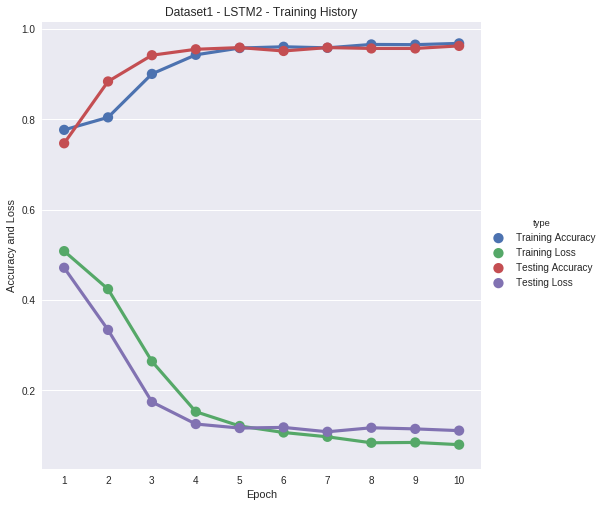 Dataset1 - LSTM2 - Training History
Accuracy and Loss
1.0
0.8
0.6
0.4
0.2
1 2 3 4 5 6 7 8 9 10
Epoch
type
Training Accuracy
Training Loss
Testing Accuracy
Testing Loss